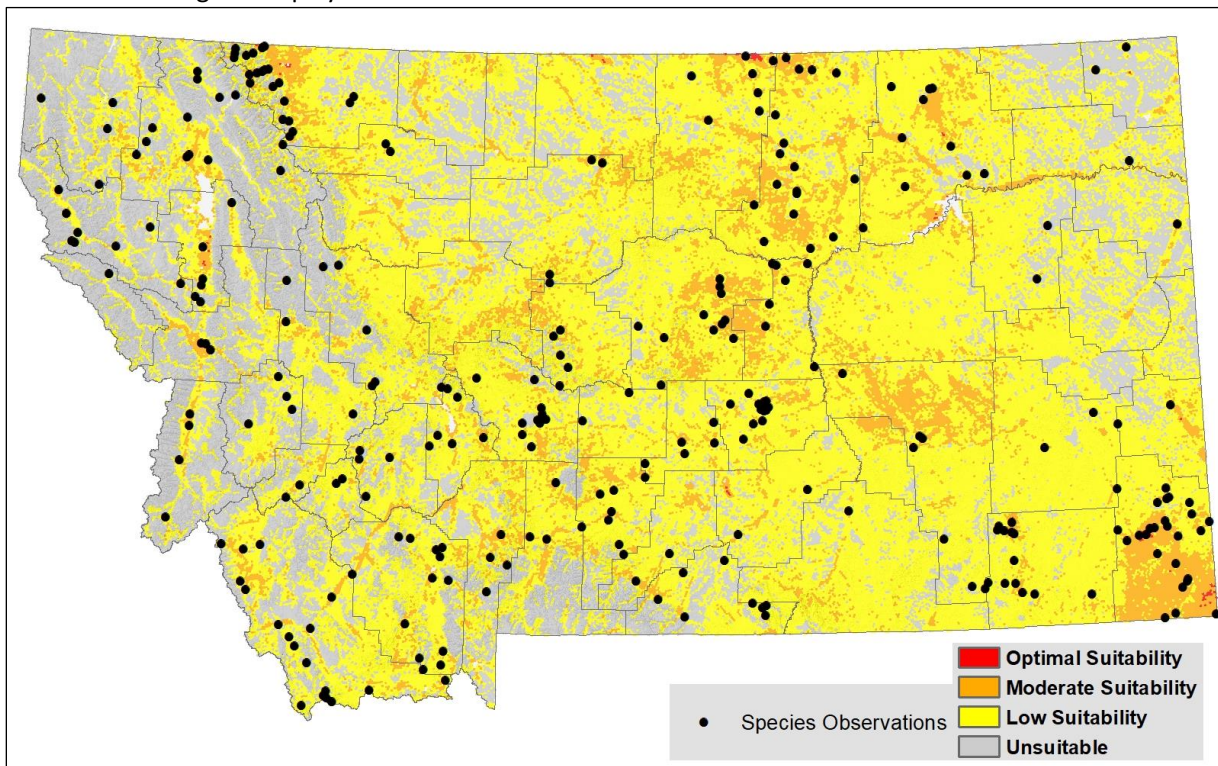 Optimal Suitability
Moderate Suitability
Species Observations
Low Suitability
Unsuitable